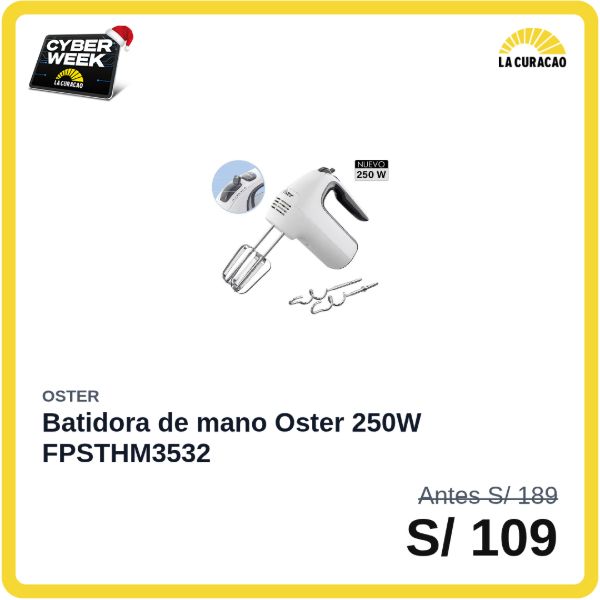 CYBER
WEEK
LA CURACAO
LA CURACAO
NUEVO
250 W
OSTER
Batidora de mano Oster 250W
FPSTHM3532
Antes S/ 189
S/ 109